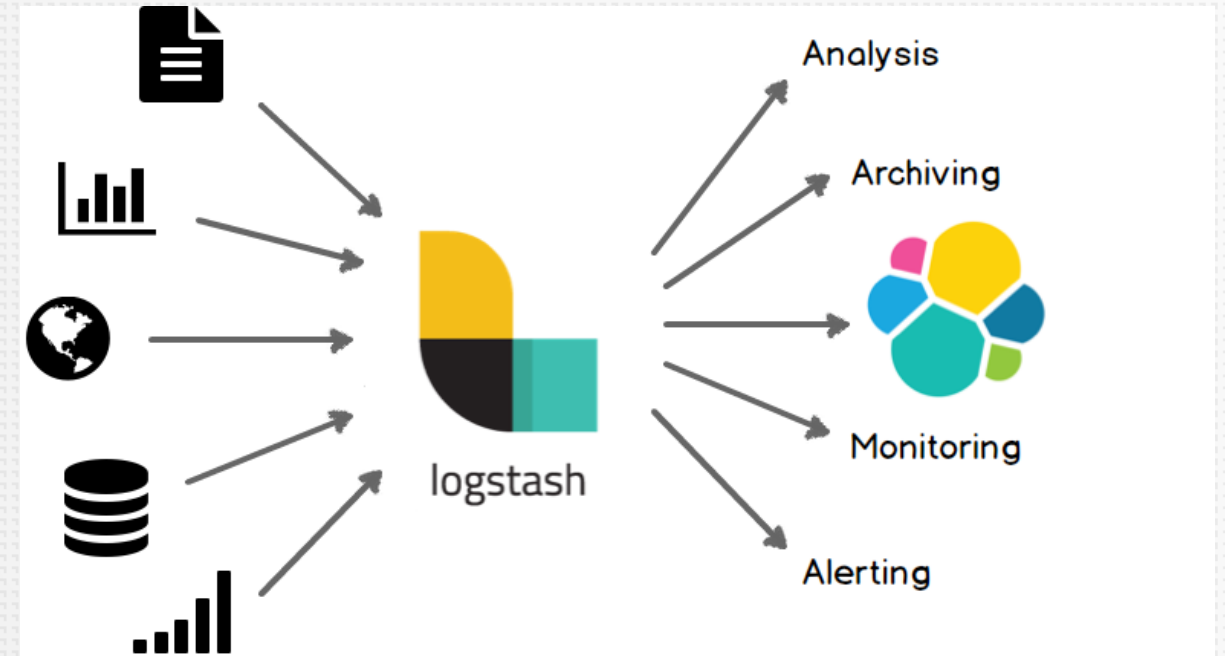 Analysis
Archiving
logstash
Monitoring
Alerting